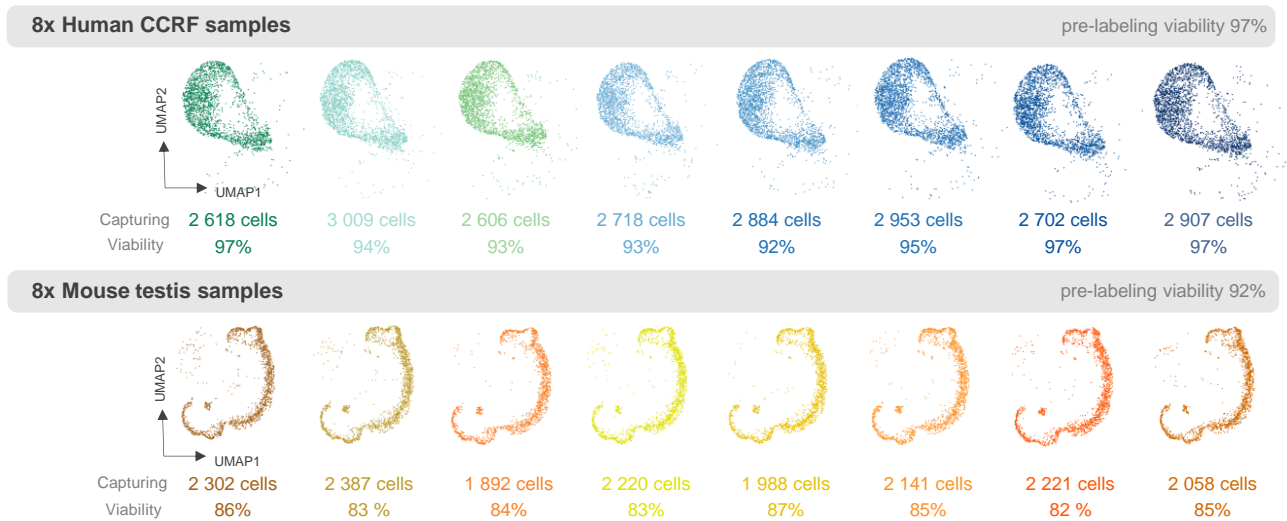 8x Human CCRF samples pre-labeling viability 97%
UMAP2
UMAP1
Capturing 2 618 cells 3 009 cells 2 606 cells 2 718 cells 2 884 cells 2 953 cells 2 702 cells 2 907 cells
Viability 97% 94% 93% 93% 92% 95% 97% 97%
8x Mouse testis samples pre-labeling viability 92%
UMAP2
UMAP1
Capturing 2 302 cells 2 387 cells 1 892 cells 2 220 cells 1 988 cells 2 141 cells 2 221 cells 2 058 cells
Viability 86% 83 % 84% 83% 87% 85% 82 % 85%